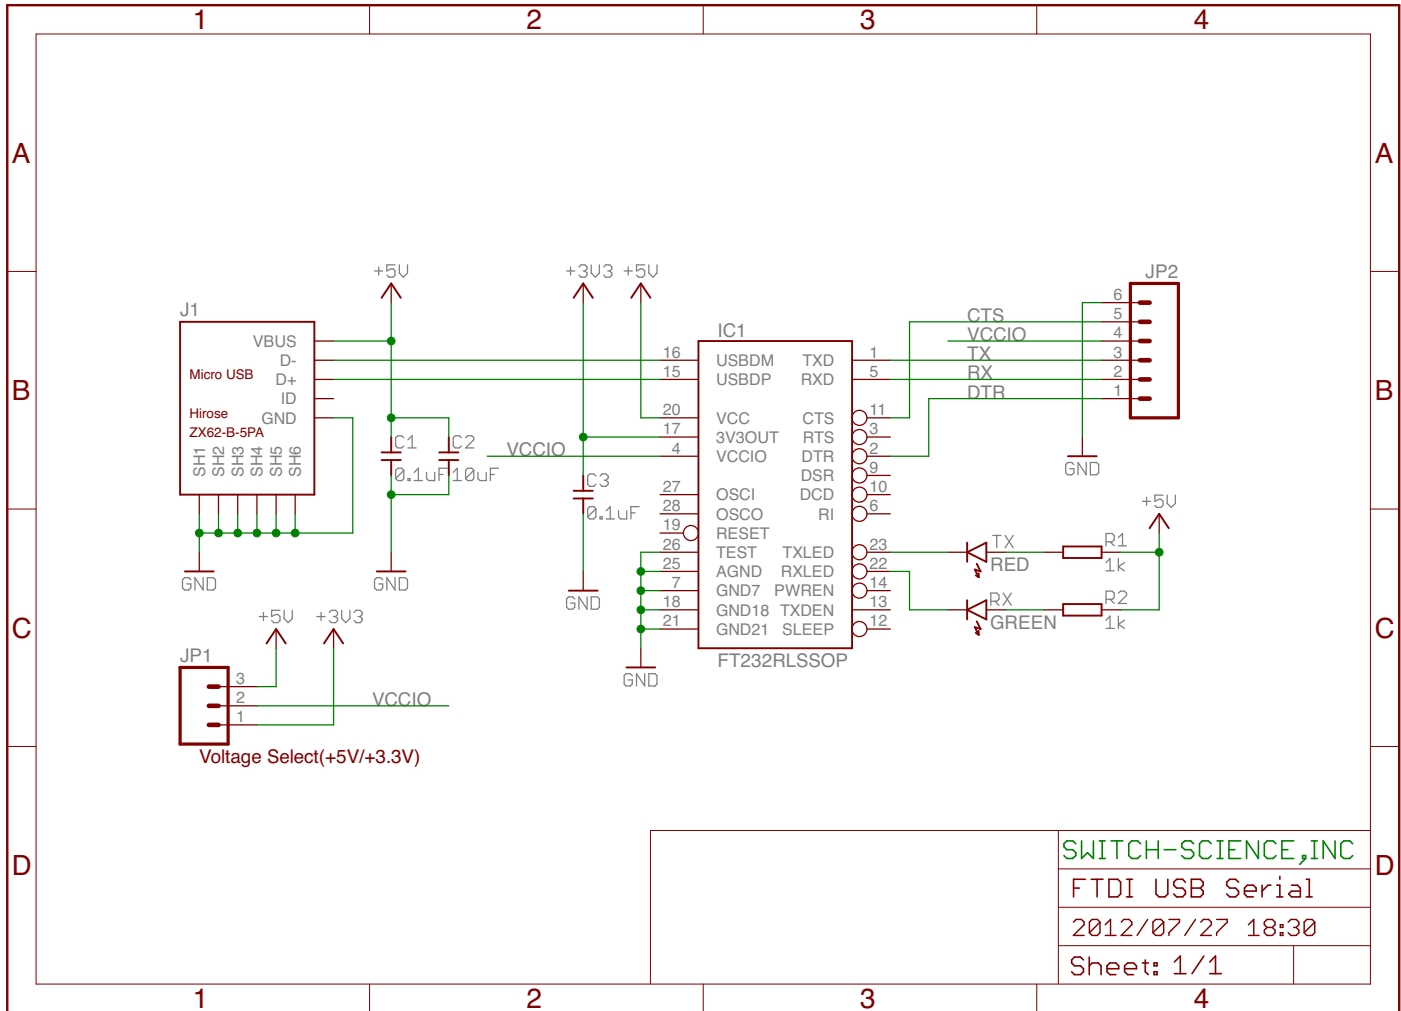 1 2 3 4
A A
+5V +3V3 +5V
J1
VBUS
D-
D+
ID
GND
Micro USB
Hirose
ZX62-B-5PA
SH1 SH2 SH3 SH4 SH5 SH6
GND
C1
0.1uF
C2
10uF
GND
VCCIO
C3
0.1uF
GND
IC1
16 USBDM TXD 1
15 USBDP RXD 5
20 VCC CTS 11
17 3V3OUT RTS 3
4 VCCIO DTR 2
DSR 9
27 OSCI DCD 10
28 OSCO RI 6
19 RESET
26 TEST TXLED 23
25 AGND RXLED 22
7 GND7 PWREN 14
18 GND18 TXDEN 13
21 GND21 SLEEP 12
FT232RLSSOP
GND
JP2
6
CTS 5
VCCIO 4
TX 3
RX 2
DTR 1
GND
+5V
TX
RED
R1
1k
RX
GREEN
R2
1k
B B
C C
+5V +3V3
JP1
3
2 VCCIO
1
Voltage Select(+5V/+3.3V)
D D
SWITCH-SCIENCE,INC
FTDI USB Serial
2012/07/27 18:30
Sheet: 1/1
1 2 3 4